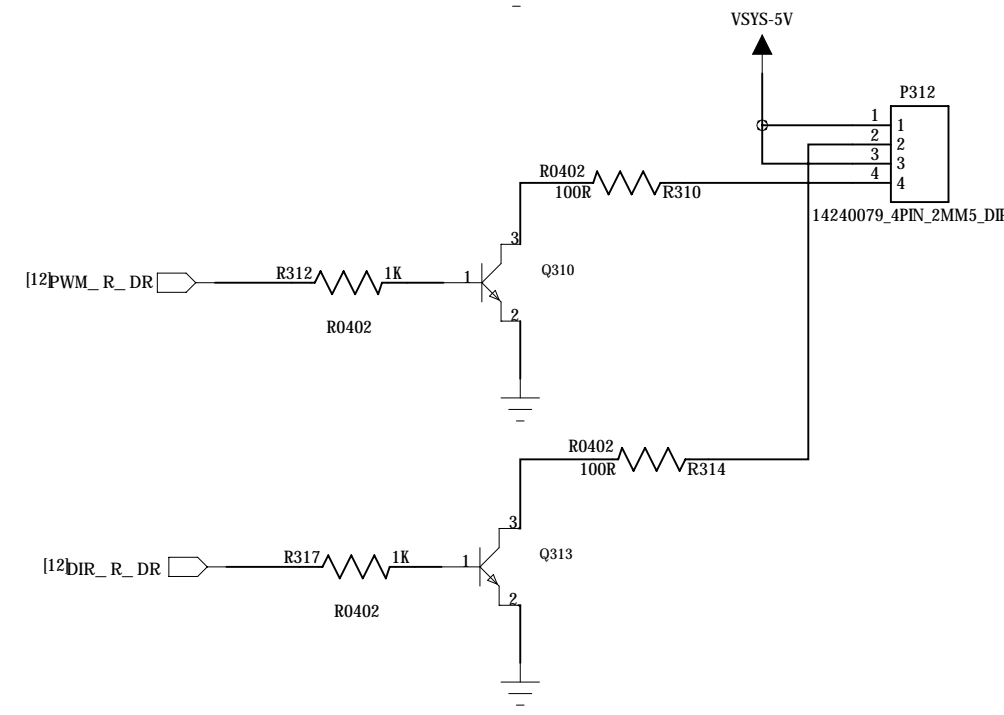 VSYS-5V
P312
1 1
2 2
3 3
4 4
14240079_4PIN_2MM5_DIP
R0402
100R R310
3
[12]PWM_ R_ DR R312 1K 1 Q310
R0402
2
R0402
100R R314
3
[12]DIR_ R_ DR R317 1K 1 Q313
R0402
2